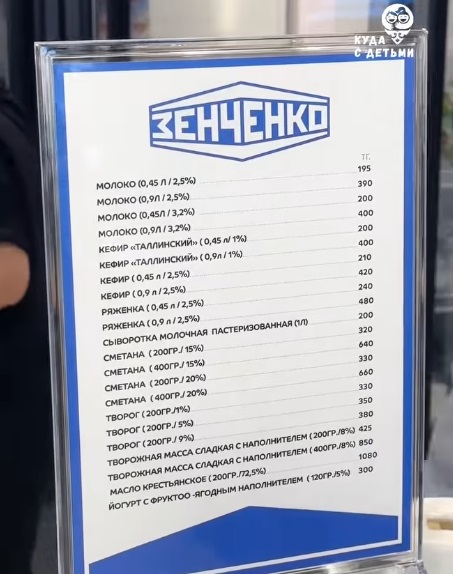 КУДА
С ДЕТЬМИ
ЗЕНЧЕНКО
ТГ.
МОЛОКО (0,45 Л / 2,5%) 195
МОЛОКО (0,9Л / 2,5%) 390
МОЛОКО (0,45Л / 3,2%) 200
МОЛОКО (0,9Л / 3,2%) 400
КЕФИР «ТАЛЛИНСКИЙ» ( 0,45 л/ 1%) 200
КЕФИР «ТАЛЛИНСКИЙ» ( 0,9л / 1%) 400
КЕФИР ( 0,45 л / 2,5%) 210
КЕФИР ( 0,9 л / 2,5%) 420
РЯЖЕНКА ( 0,45 л / 2,5%) 240
РЯЖЕНКА ( 0,9 л / 2,5%) 480
СЫВОРОТКА МОЛОЧНАЯ ПАСТЕРИЗОВАННАЯ (1Л) 200
СМЕТАНА ( 200ГР./ 15%) 320
СМЕТАНА ( 400ГР./ 15%) 640
СМЕТАНА ( 200ГР./ 20%) 330
СМЕТАНА ( 400ГР./ 20%) 660
ТВОРОГ ( 200ГР./1%) 330
ТВОРОГ ( 200ГР./ 5%) 350
ТВОРОГ ( 200ГР./ 9%) 380
ТВОРОЖНАЯ МАССА СЛАДКАЯ С НАПОЛНИТЕЛЕМ ( 200ГР./8%) 425
ТВОРОЖНАЯ МАССА СЛАДКАЯ С НАПОЛНИТЕЛЕМ ( 400ГР./8%) 850
МАСЛО КРЕСТЬЯНСКОЕ ( 200ГР./72,5%) 1080
ЙОГУРТ С ФРУКТОО -ЯГОДНЫМ НАПОЛНИТЕЛЕМ ( 120ГР./5%) 300